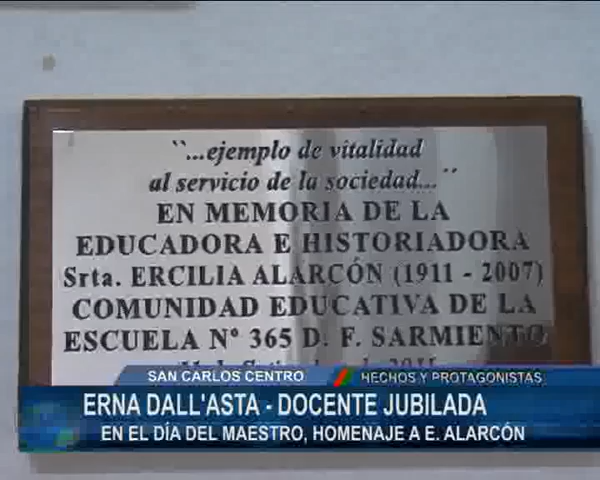 ``...ejemplo de vitalidad
al servicio de la sociedad...´´
EN MEMORIA DE LA
EDUCADORA E HISTORIADORA
Srta. ERCILIA ALARCÓN (1911 - 2007)
COMUNIDAD EDUCATIVA DE LA
ESCUELA Nº 365 D. F. SARMIENTO
SAN CARLOS CENTRO
HECHOS Y PROTAGONISTAS
ERNA DALL'ASTA - DOCENTE JUBILADA
EN EL DÍA DEL MAESTRO, HOMENAJE A E. ALARCÓN